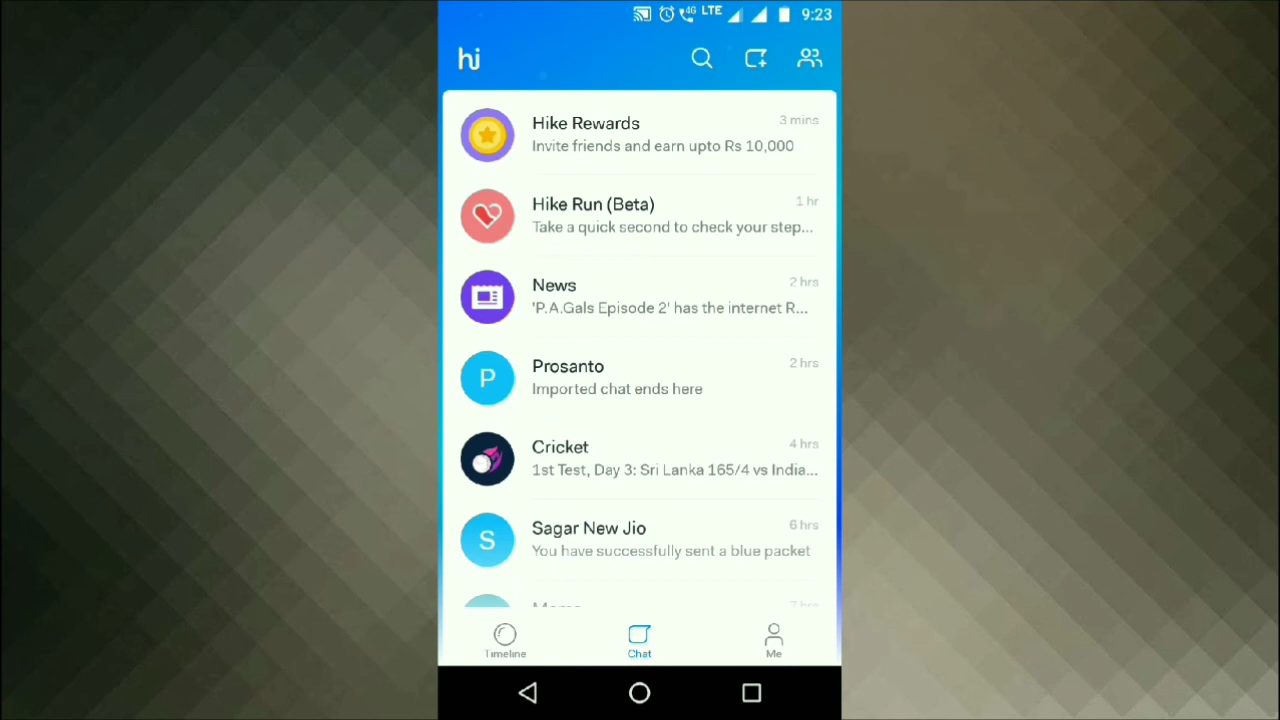 LTE 9:23
hi
Hike Rewards 3 mins
Invite friends and earn upto Rs 10,000
Hike Run (Beta) 1 hr
Take a quick second to check your step...
News 2 hrs
'P.A.Gals Episode 2' has the internet R...
P Prosanto 2 hrs
Imported chat ends here
Cricket 4 hrs
1st Test, Day 3: Sri Lanka 165/4 vs India...
S Sagar New Jio 6 hrs
You have successfully sent a blue packet
7 hrs
Timeline Chat Me